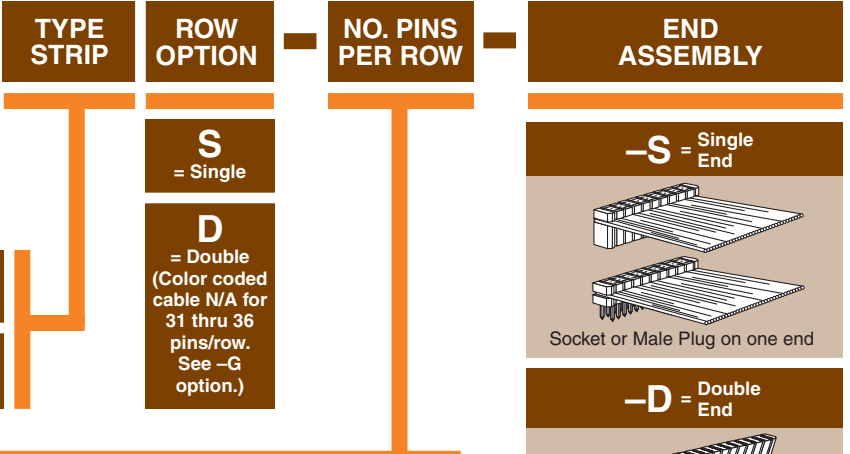 TYPE
STRIP
ROW
OPTION
NO. PINS
PER ROW
END
ASSEMBLY
S
= Single
D
= Double
(Color coded
cable N/A for
31 thru 36
pins/row.
See –G
option.)
–S = Single
End
Socket or Male Plug on one end
–D = Double
End